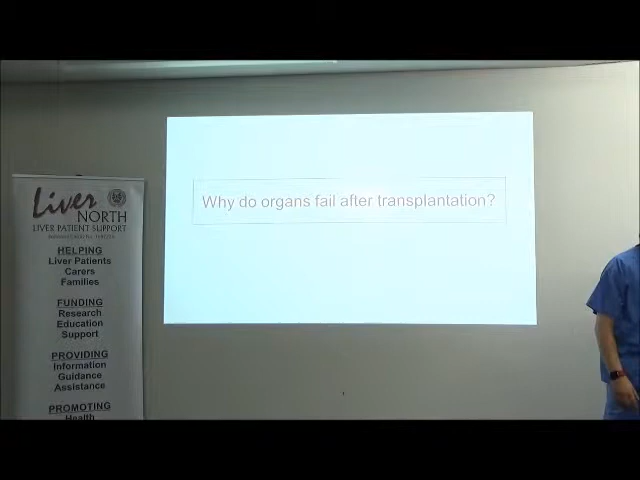 Why do organs fail after transplantation?
Liver
NORTH
LIVER PATIENT SUPPORT
HELPING
Liver Patients
Carers
Families
FUNDING
Research
Education
Support
PROVIDING
Information
Guidance
Assistance
PROMOTING
Health